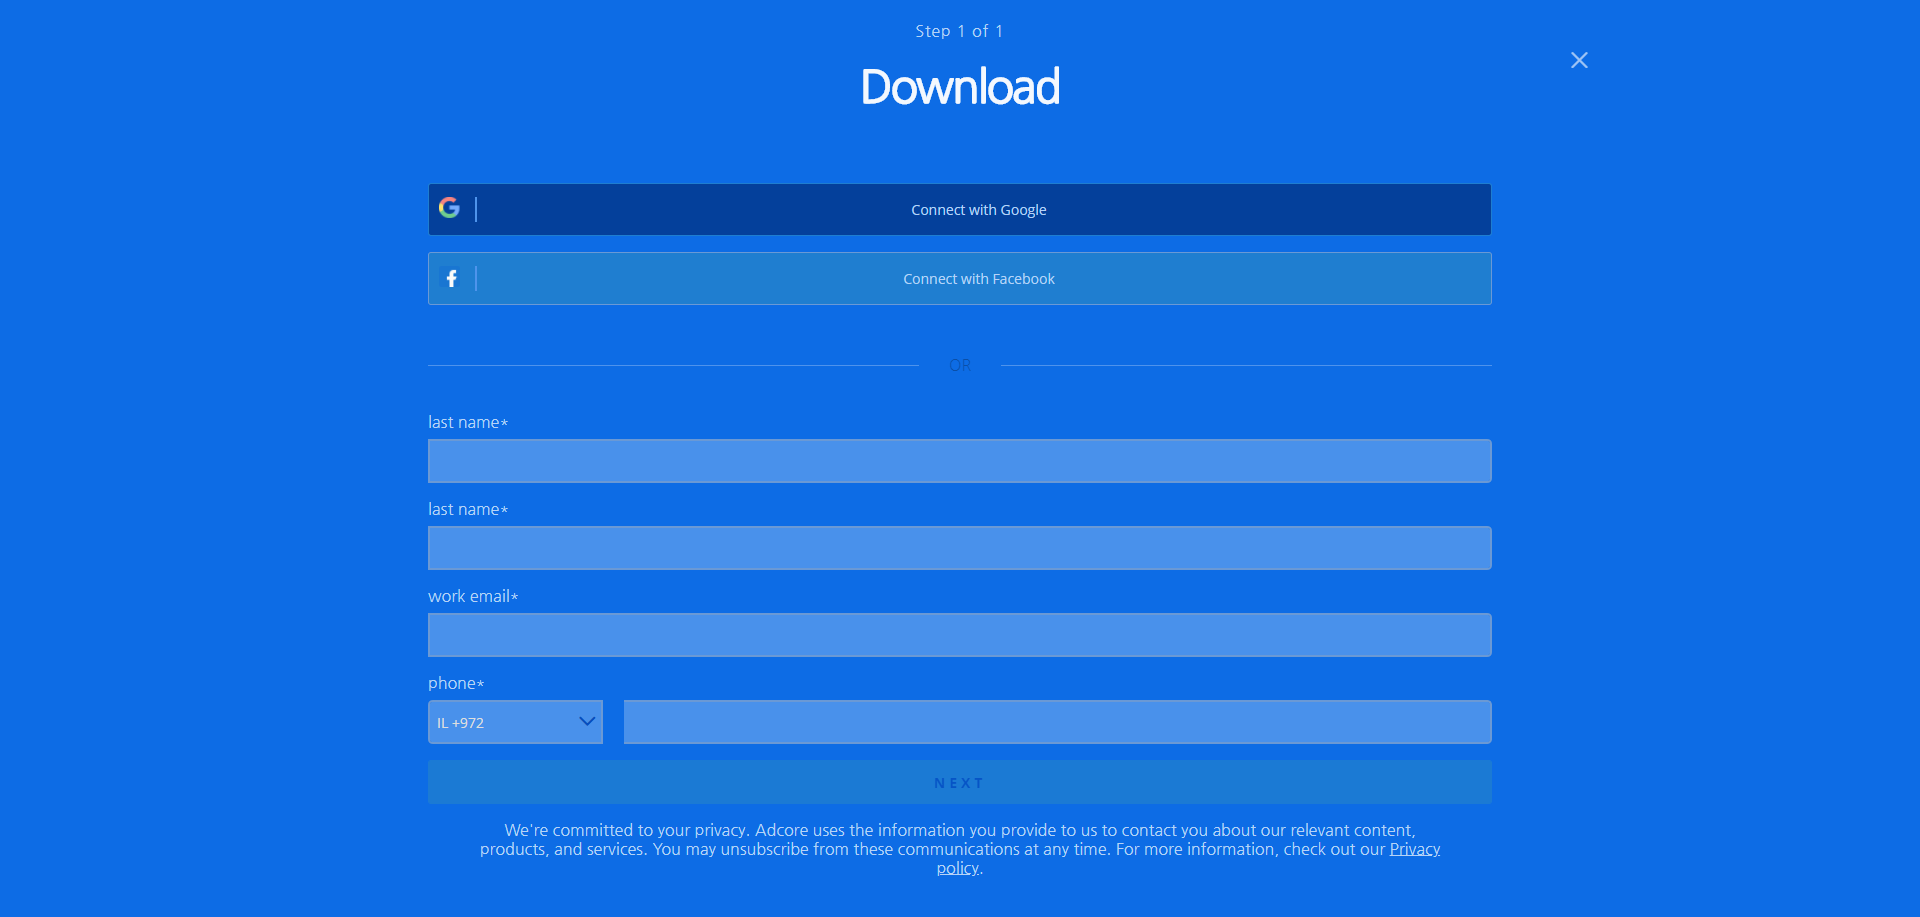 Step 1 of 1
Download
Connect with Google
Connect with Facebook
OR
last name*
last name*
work email*
phone*
IL +972
NEXT
We're committed to your privacy. Adcore uses the information you provide to us to contact you about our relevant content,
products, and services. You may unsubscribe from these communications at any time. For more information, check out our Privacy
policy.